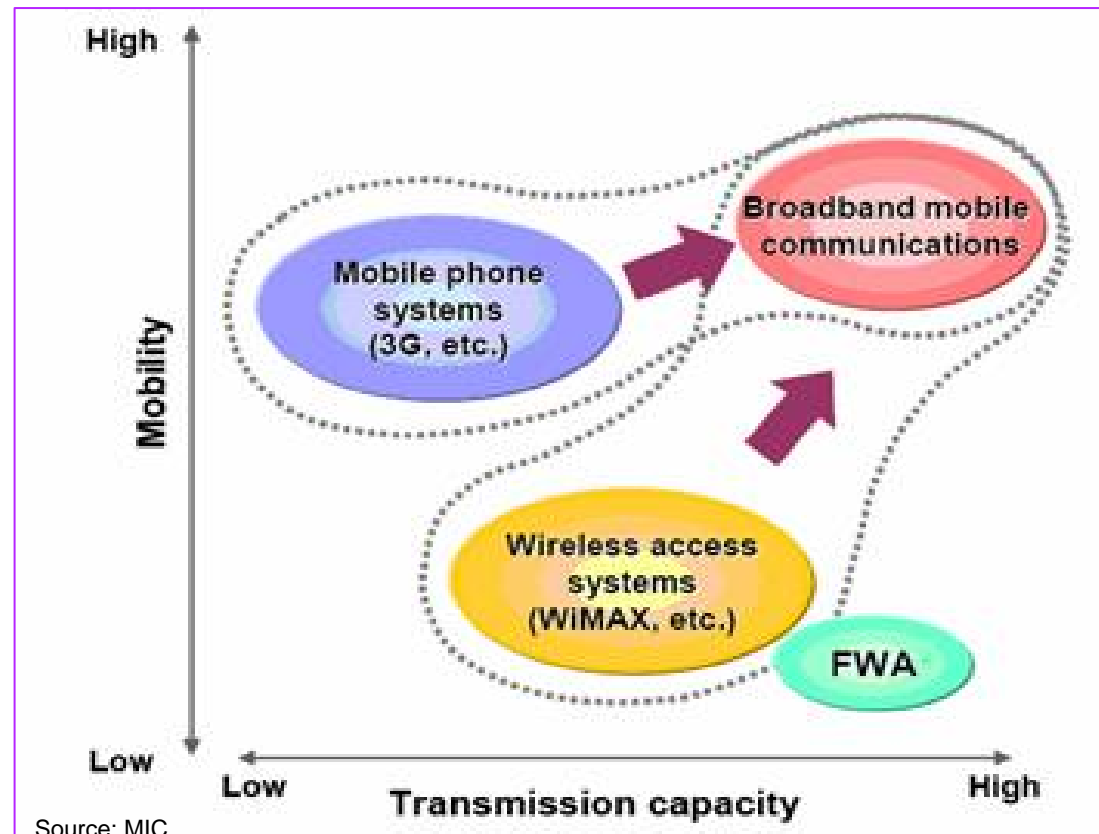 High
Broadband mobile
communications
Mobile phone
systems
(3G, etc.)
Mobility
Wireless access
systems
(WiMAX, etc.)
FWA
Low
Low
Transmission capacity
High
Source: MIC